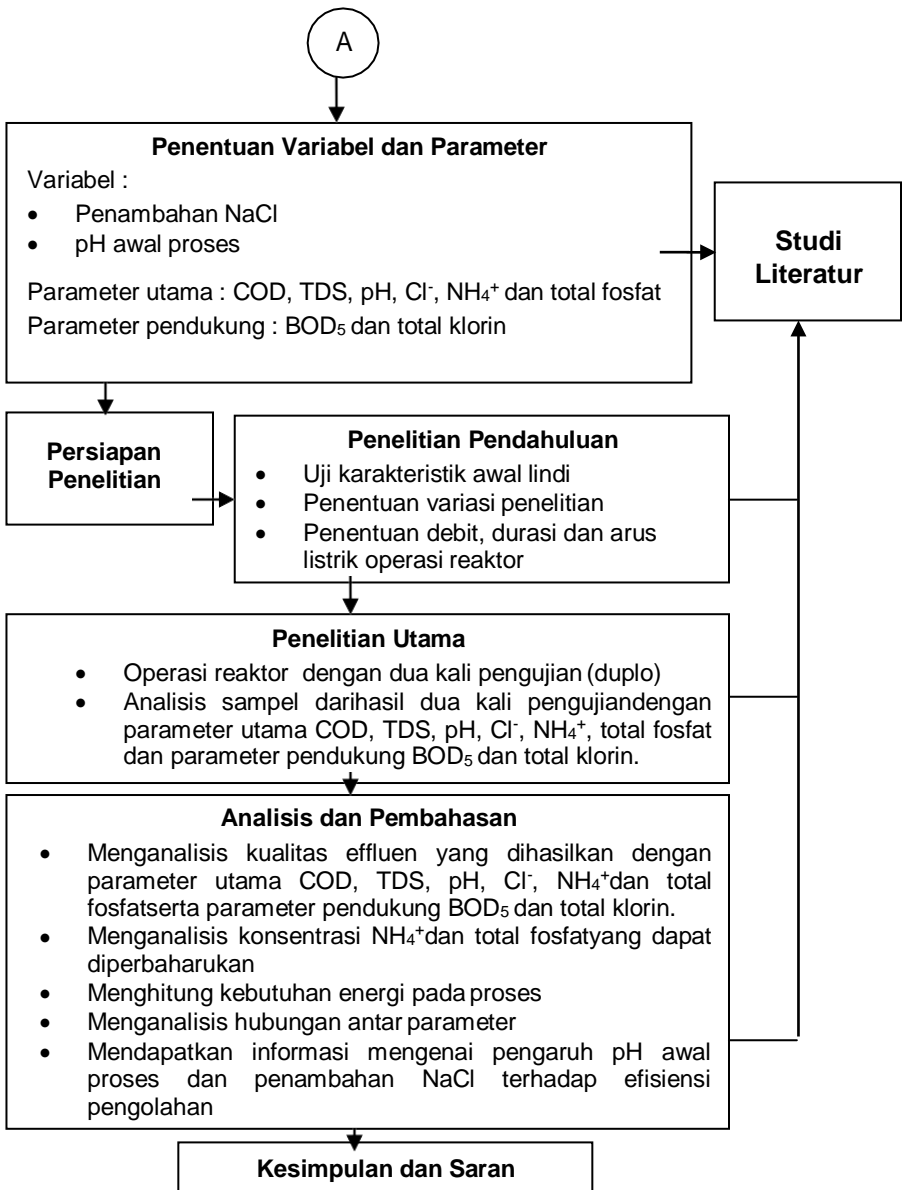 A
Penentuan Variabel dan Parameter
Variabel :
• Penambahan NaCl
• pH awal proses
Parameter utama : COD, TDS, pH, Cl⁻, NH₄⁺ dan total fosfat
Parameter pendukung : BOD₅ dan total klorin
Studi
Literatur
Persiapan
Penelitian
Penelitian Pendahuluan
• Uji karakteristik awal lindi
• Penentuan variasi penelitian
• Penentuan debit, durasi dan arus
listrik operasi reaktor
Penelitian Utama
• Operasi reaktor dengan dua kali pengujian (duplo)
• Analisis sampel darihasil dua kali pengujiandengan
parameter utama COD, TDS, pH, Cl⁻, NH₄⁺, total fosfat
dan parameter pendukung BOD₅ dan total klorin.
Analisis dan Pembahasan
• Menganalisis kualitas effluen yang dihasilkan dengan
parameter utama COD, TDS, pH, Cl⁻, NH₄⁺dan total
fosfatserta parameter pendukung BOD₅ dan total klorin.
• Menganalisis konsentrasi NH₄⁺dan total fosfatyang dapat
diperbaharukan
• Menghitung kebutuhan energi pada proses
• Menganalisis hubungan antar parameter
• Mendapatkan informasi mengenai pengaruh pH awal
proses dan penambahan NaCl terhadap efisiensi
pengolahan
Kesimpulan dan Saran